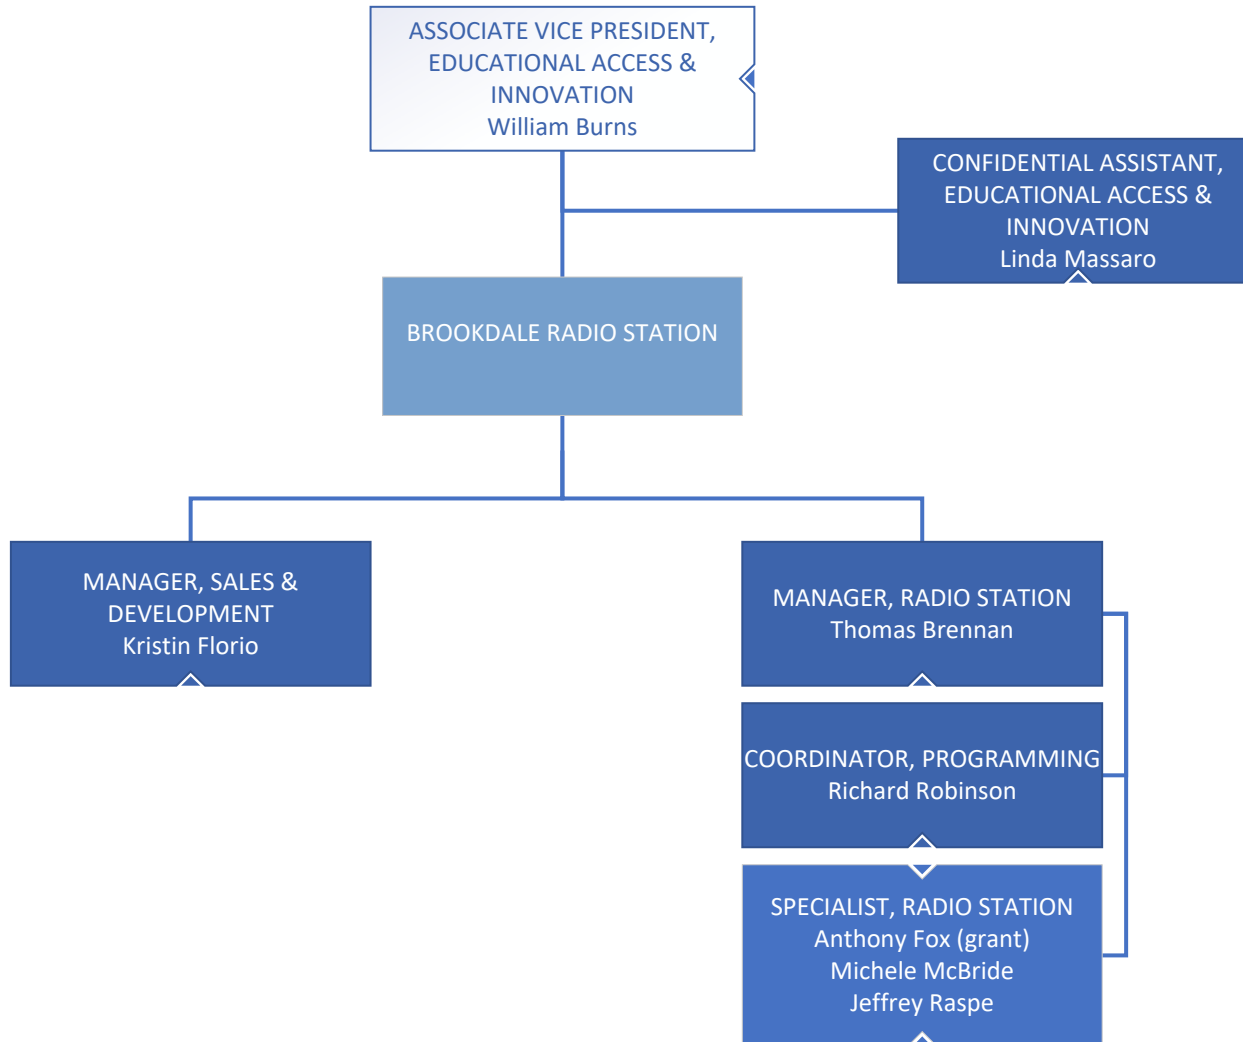 ASSOCIATE VICE PRESIDENT,
EDUCATIONAL ACCESS &
INNOVATION
William Burns
CONFIDENTIAL ASSISTANT,
EDUCATIONAL ACCESS &
INNOVATION
Linda Massaro
BROOKDALE RADIO STATION
MANAGER, SALES &
DEVELOPMENT
Kristin Florio
MANAGER, RADIO STATION
Thomas Brennan
COORDINATOR, PROGRAMMING
Richard Robinson
SPECIALIST, RADIO STATION
Anthony Fox (grant)
Michele McBride
Jeffrey Raspe